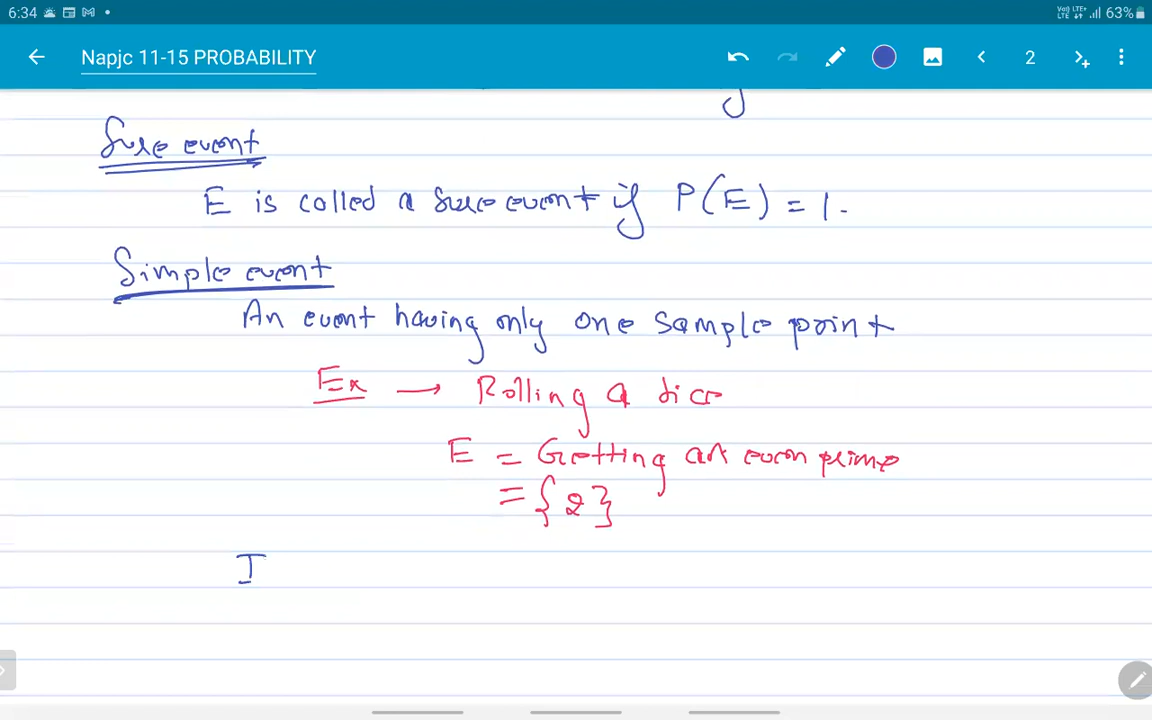 6:34 63%
Napjc 11-15 PROBABILITY 2
Sure event
E is called a sure event if P(E) = 1.
Simple event
An event having only one sample point
Ex → Rolling a dice
E = Getting an even prime
= {2}
I